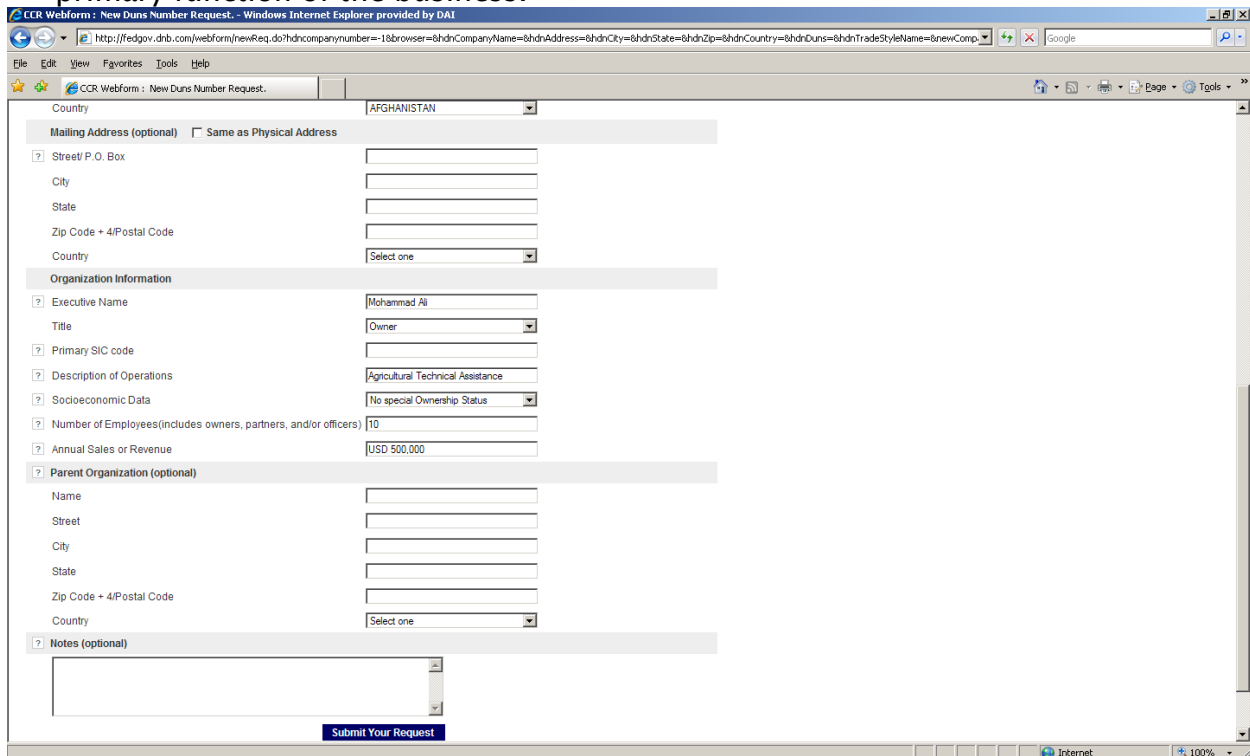 primary function of the business.
CCR Webform : New Duns Number Request. - Windows Internet Explorer provided by DAI
http://fedgov.dnb.com/webform/newReq.do?hdncompanynumber=-1&browser=&hdnCompanyName=&hdnAddress=&hdnCity=&hdnState=&hdnZip=&hdnCountry=&hdnDuns=&hdnTradeStyleName=&newComp Google
File Edit View Favorites Tools Help
CCR Webform : New Duns Number Request. Page Tools »
Country AFGHANISTAN
Mailing Address (optional) Same as Physical Address
? Street/ P.O. Box
City
State
Zip Code + 4/Postal Code
Country Select one
Organization Information
? Executive Name Mohammad Ali
Title Owner
? Primary SIC code
? Description of Operations Agricultural Technical Assistance
? Socioeconomic Data No special Ownership Status
? Number of Employees(includes owners, partners, and/or officers) 10
? Annual Sales or Revenue USD 500,000
? Parent Organization (optional)
Name
Street
City
State
Zip Code + 4/Postal Code
Country Select one
? Notes (optional)
Submit Your Request
Internet 100%